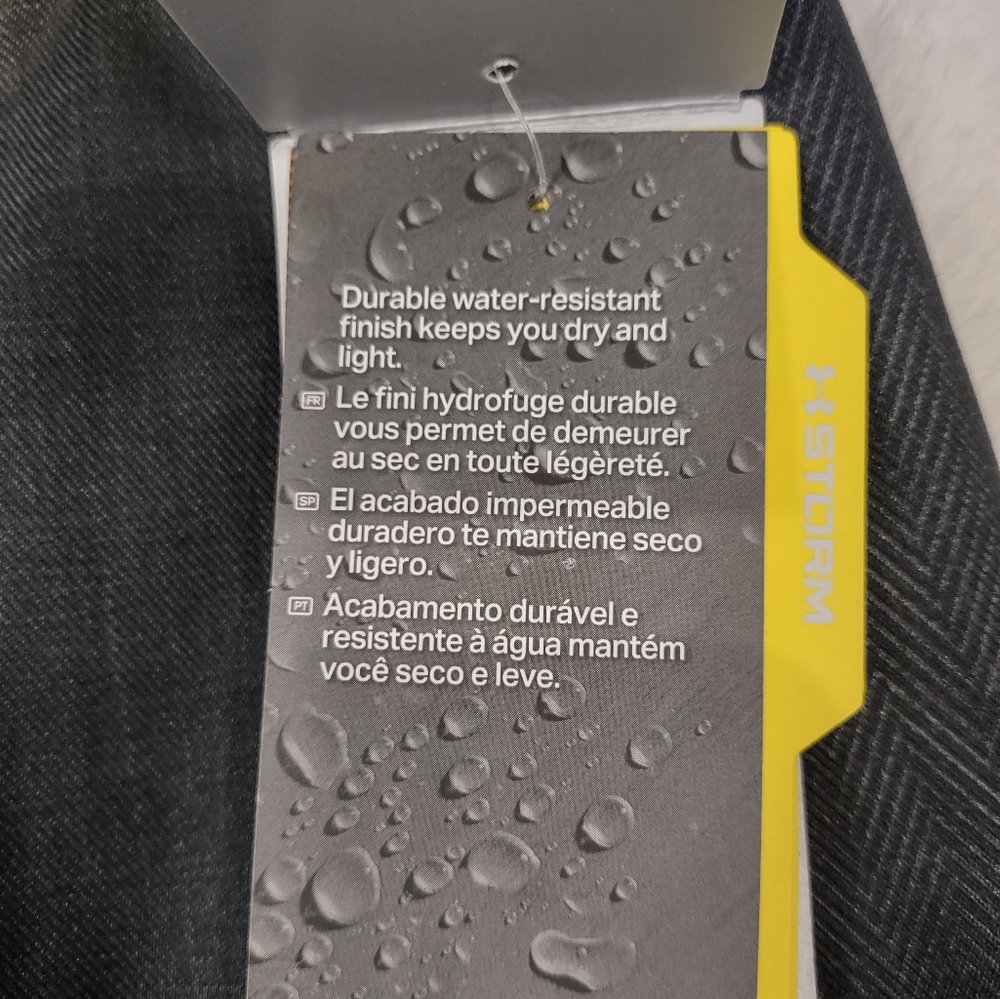 Durable water-resistant
finish keeps you dry and
light.
FR Le fini hydrofuge durable
vous permet de demeurer
au sec en toute légèreté.
SP El acabado impermeable
duradero te mantiene seco
y ligero.
PT Acabamento durável e
resistente à água mantém
você seco e leve.
STORM